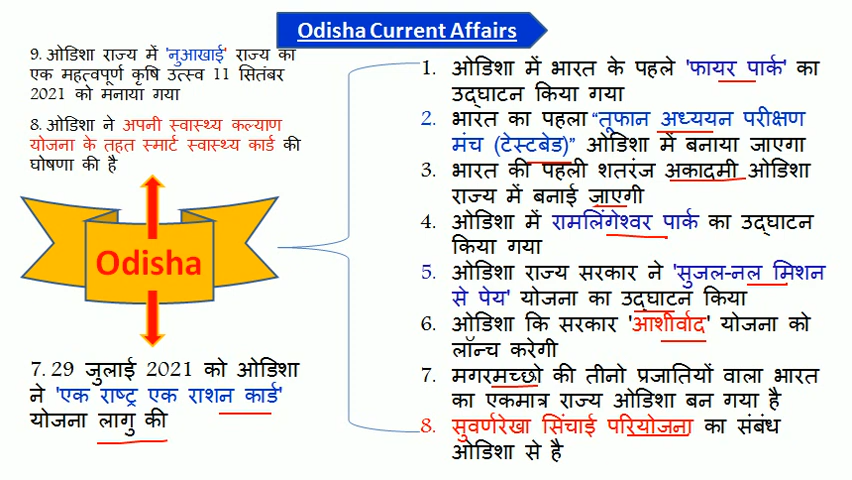 Odisha Current Affairs
9. ओडिशा राज्य में 'नुआखाई' राज्य का
एक महत्वपूर्ण कृषि उत्सव 11 सितंबर
2021 को मनाया गया
8. ओडिशा ने अपनी स्वास्थ्य कल्याण
योजना के तहत स्मार्ट स्वास्थ्य कार्ड की
घोषणा की है
Odisha
7. 29 जुलाई 2021 को ओडिशा
ने 'एक राष्ट्र एक राशन कार्ड'
योजना लागु की
1. ओडिशा में भारत के पहले 'फायर पार्क' का
उद्घाटन किया गया
2. भारत का पहला "तूफान अध्ययन परीक्षण
मंच (टेस्टबेड)" ओडिशा में बनाया जाएगा
3. भारत की पहली शतरंज अकादमी ओडिशा
राज्य में बनाई जाएगी
4. ओडिशा में रामलिंगेश्वर पार्क का उद्घाटन
किया गया
5. ओडिशा राज्य सरकार ने 'सुजल-नल मिशन
से पेय' योजना का उद्घाटन किया
6. ओडिशा कि सरकार 'आशीर्वाद' योजना को
लॉन्च करेगी
7. मगरमच्छो की तीनो प्रजातियों वाला भारत
का एकमात्र राज्य ओडिशा बन गया है
8. सुवर्णरेखा सिंचाई परियोजना का संबंध
ओडिशा से है